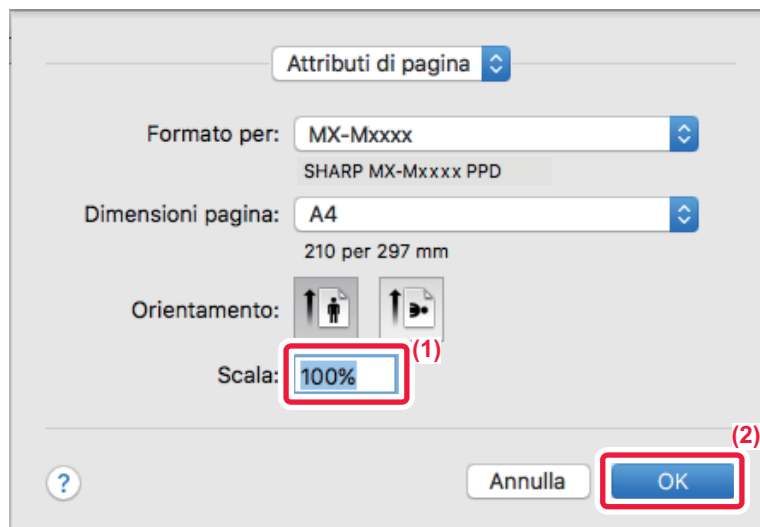 Attributi di pagina
Formato per: MX-Mxxxx
SHARP MX-Mxxxx PPD
Dimensioni pagina: A4
210 per 297 mm
Orientamento:
(1)
Scala: 100%
(2)
? Annulla OK